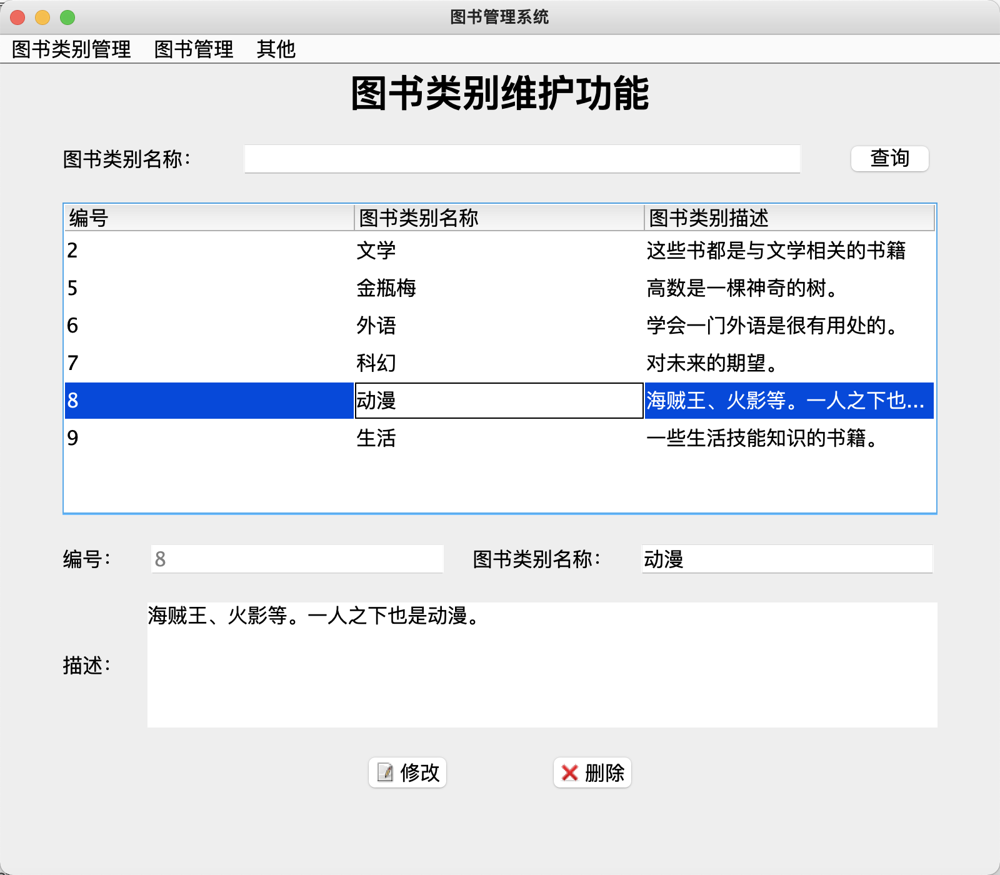 图书管理系统
图书类别管理 图书管理 其他
图书类别维护功能
图书类别名称： 查询
编号 图书类别名称 图书类别描述
2 文学 这些书都是与文学相关的书籍
5 金瓶梅 高数是一棵神奇的树。
6 外语 学会一门外语是很有用处的。
7 科幻 对未来的期望。
8 动漫 海贼王、火影等。一人之下也...
9 生活 一些生活技能知识的书籍。
编号： 8 图书类别名称： 动漫
海贼王、火影等。一人之下也是动漫。
描述：
修改 删除